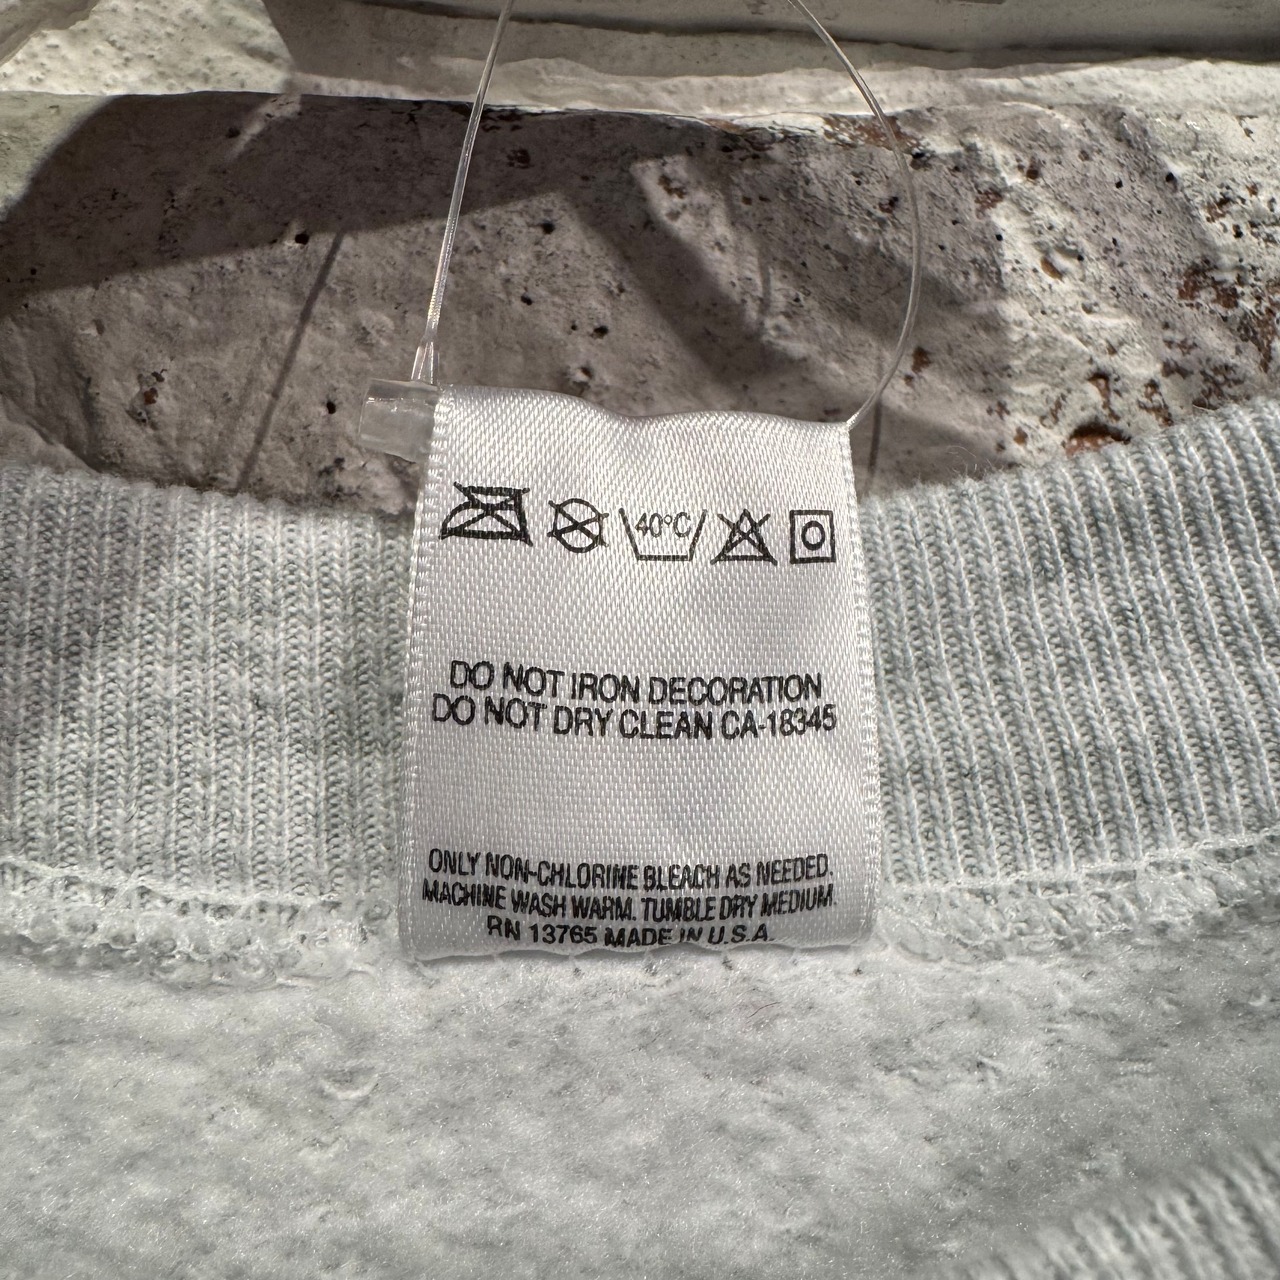 40°C
DO NOT IRON DECORATION
DO NOT DRY CLEAN CA-18345
ONLY NON-CHLORINE BLEACH AS NEEDED.
MACHINE WASH WARM. TUMBLE DRY MEDIUM.
RN 13765 MADE IN U.S.A.